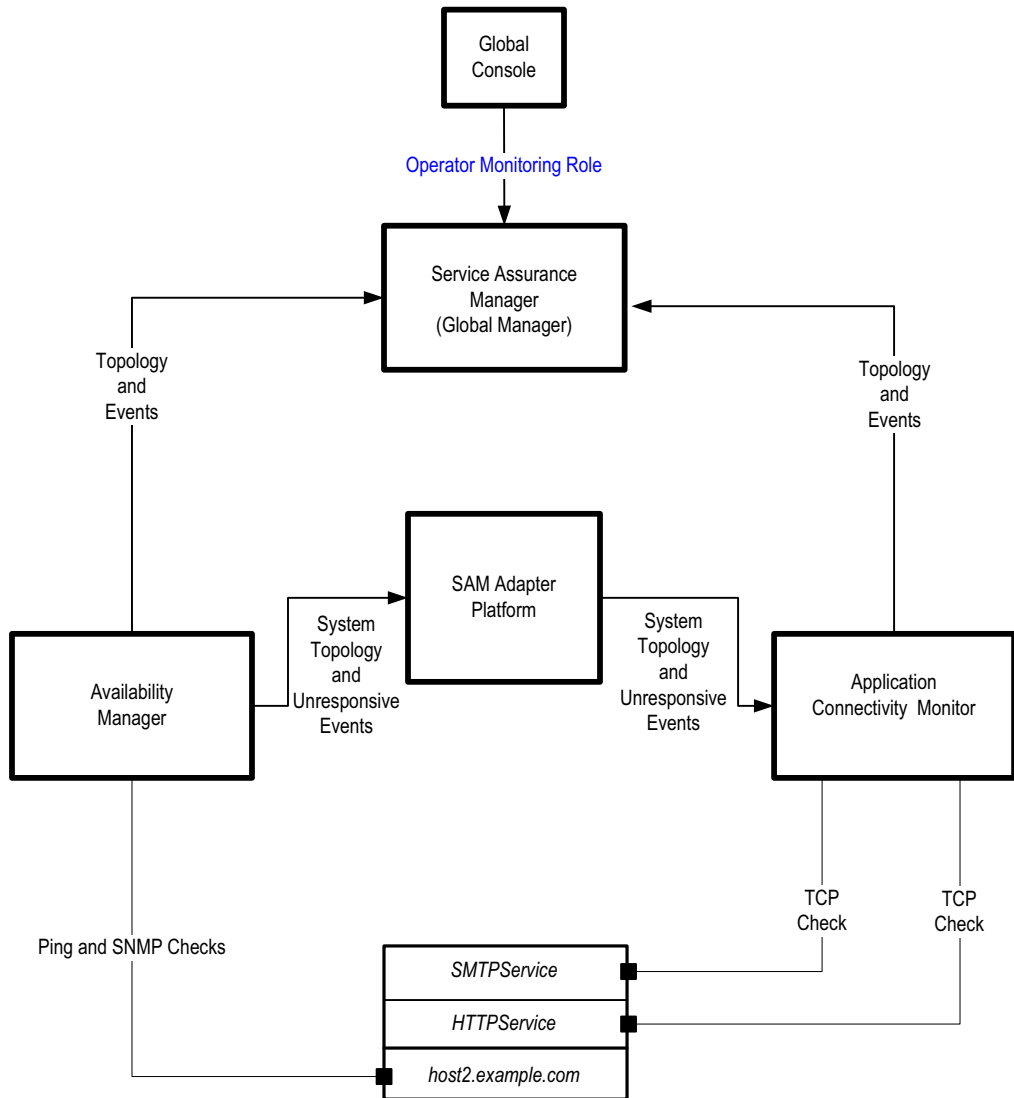 Global
Console
Operator Monitoring Role
Service Assurance
Manager
(Global Manager)
Topology
and
Events
Topology
and
Events
SAM Adapter
Platform
System
Topology
and
Unresponsive
Events
System
Topology
and
Unresponsive
Events
Availability
Manager
Application
Connectivity Monitor
TCP
Check
TCP
Check
Ping and SNMP Checks
SMTPService
HTTPService
host2.example.com